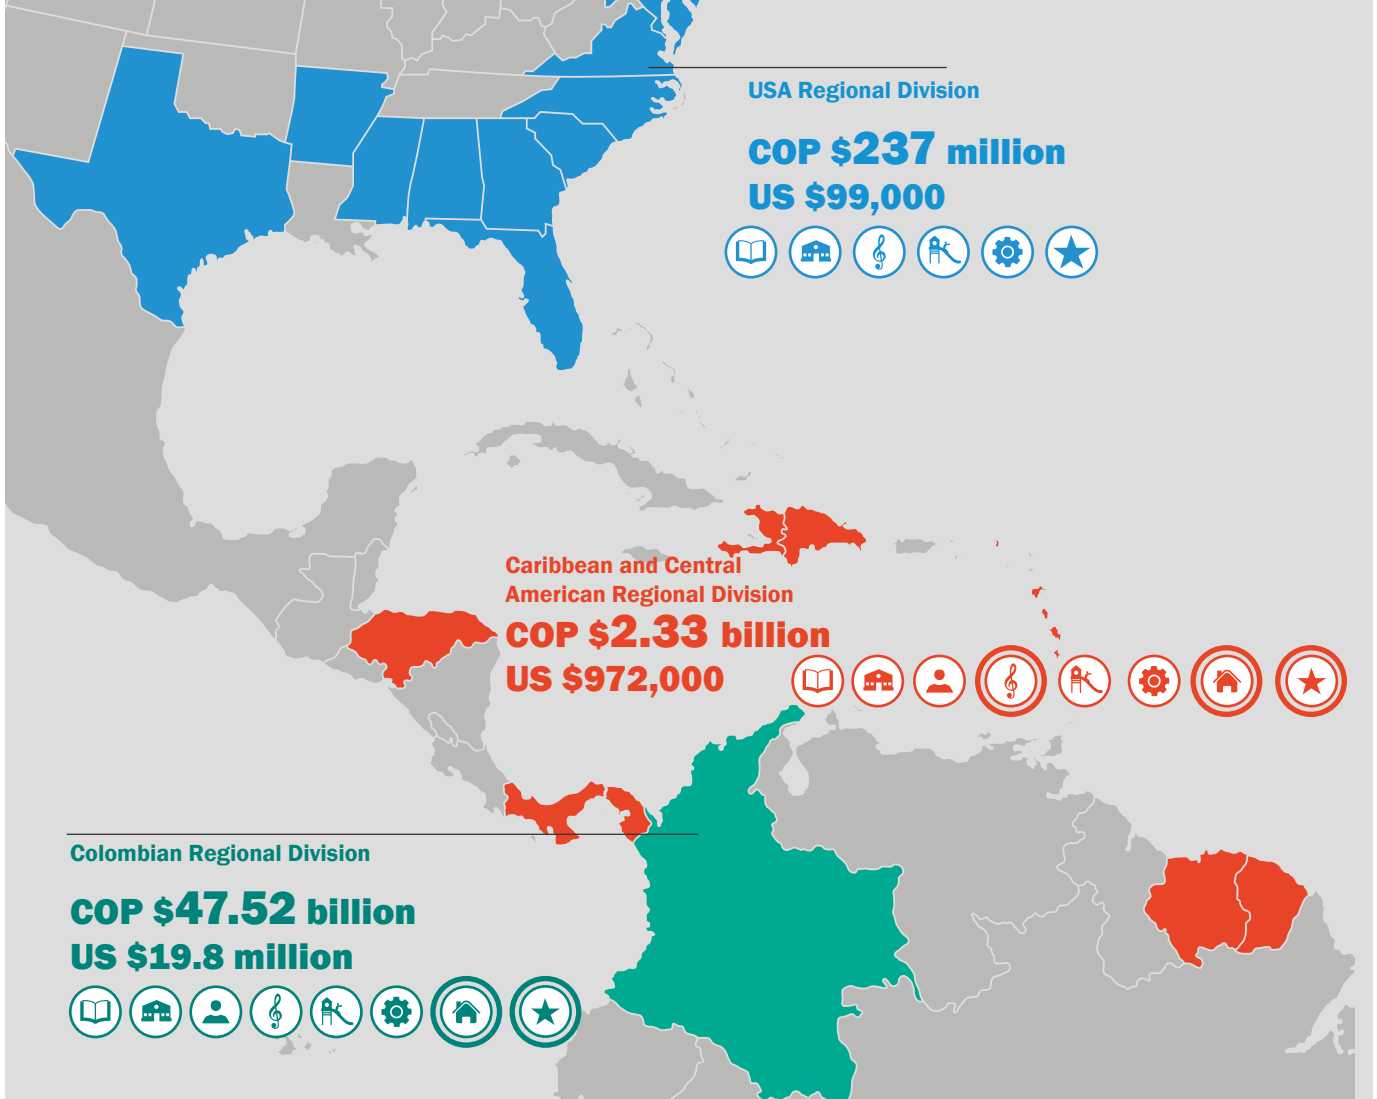 USA Regional Division
COP $237 million
US $99,000
Caribbean and Central
American Regional Division
COP $2.33 billion
US $972,000
Colombian Regional Division
COP $47.52 billion
US $19.8 million